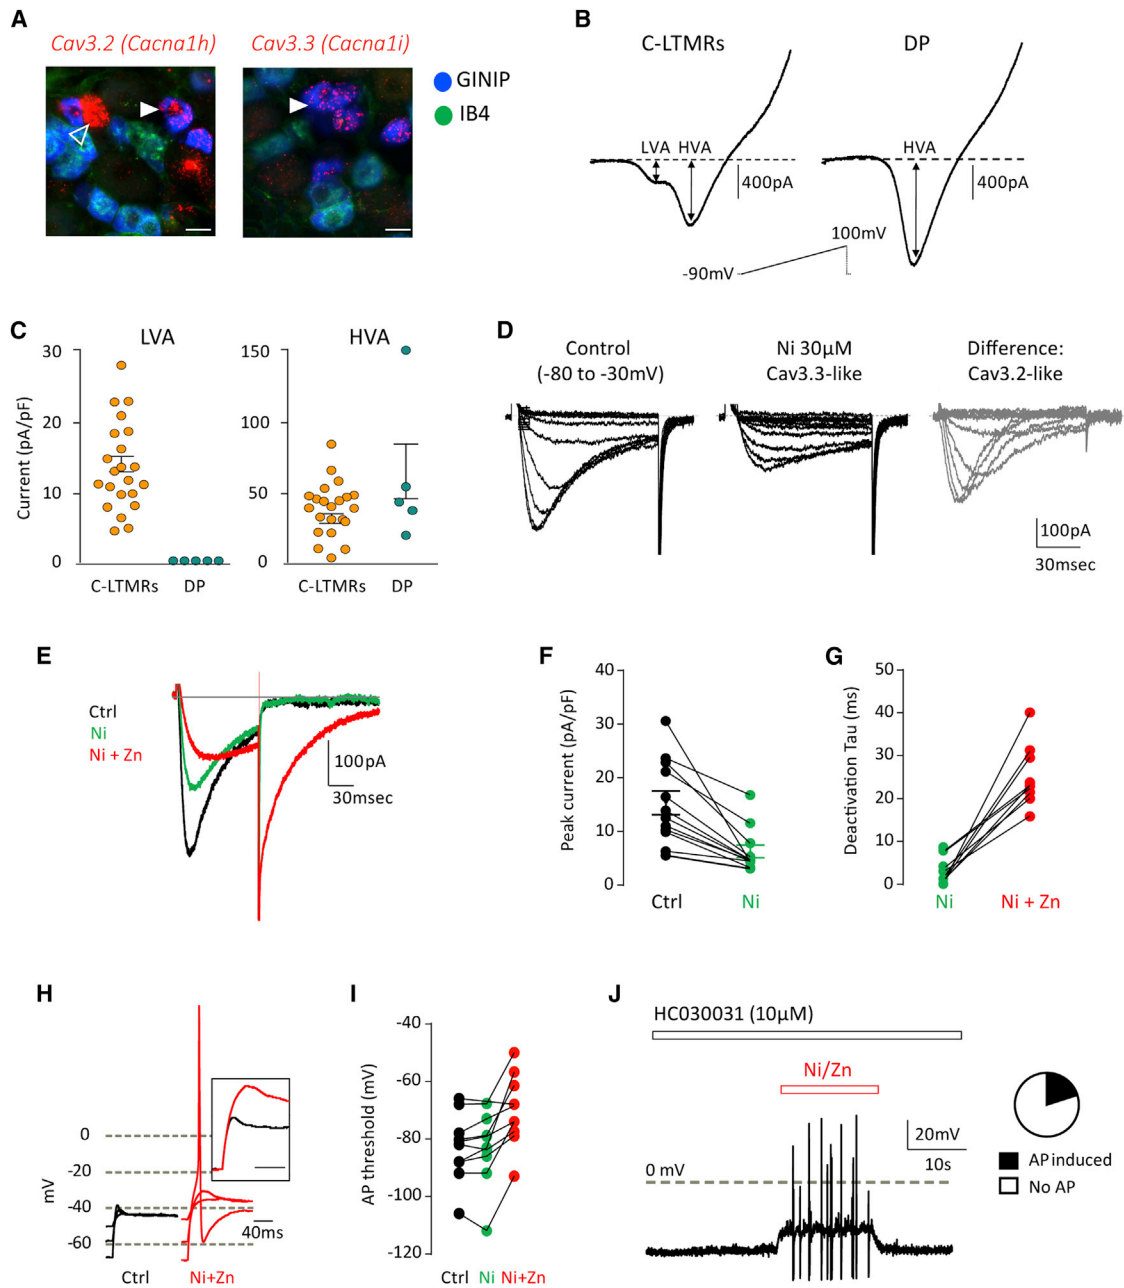 A
Cav3.2 (Cacna1h)
Cav3.3 (Cacna1i)
GINIP
IB4
B
C-LTMRs
DP
LVA
HVA
400pA
HVA
400pA
100mV
-90mV
C
LVA
HVA
Current (pA/pF)
30
20
10
0
150
100
50
0
C-LTMRs
DP
C-LTMRs
DP
D
Control
(-80 to -30mV)
Ni 30μM
Cav3.3-like
Difference:
Cav3.2-like
100pA
30msec
E
Ctrl
Ni
Ni + Zn
100pA
30msec
F
Peak current (pA/pF)
40
30
20
10
0
Ctrl
Ni
G
Deactivation Tau (ms)
50
40
30
20
10
0
Ni
Ni + Zn
H
mV
0
-20
-40
-60
40ms
Ctrl
Ni+Zn
I
AP threshold (mV)
-40
-60
-80
-100
-120
Ctrl
Ni
Ni+Zn
J
HC030031 (10μM)
Ni/Zn
0 mV
20mV
10s
AP induced
No AP